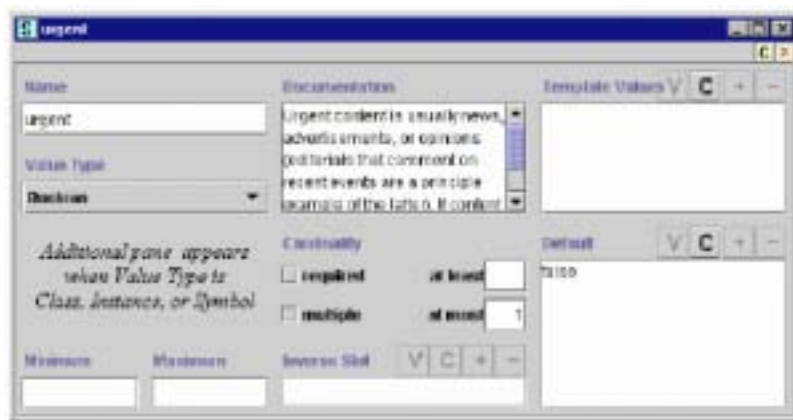 urgent
C ×
Name
urgent
Value Type
Boolean
Additional pane appears
when Value Type is
Class, Instance, or Symbol
Minimum
Maximum
Documentation
Urgent content is usually news,
advertisements, or opinions
(editorials that comment on
recent events are a principle
example of the latter). If content
Cardinality
required
at least
multiple
at most 1
Inverse Slot V C + −
Template Values V C + −
Default V C + −
false